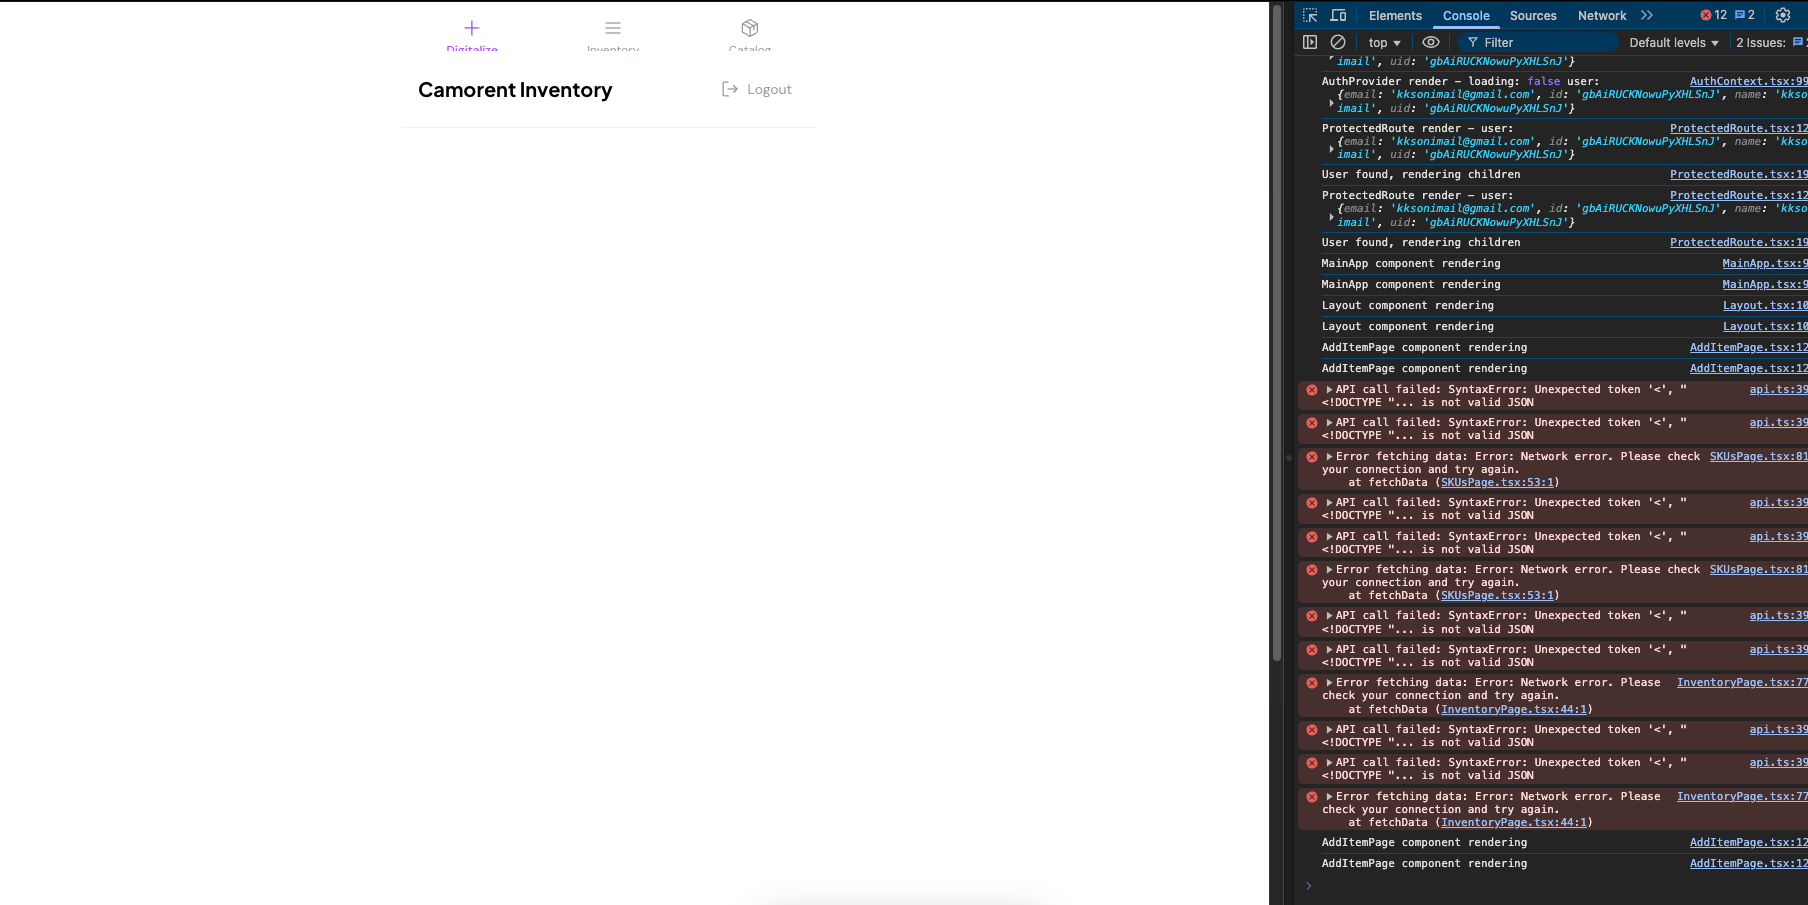 Digitalize
Inventory
Catalog
Camorent Inventory
Logout
Elements
Console
Sources
Network
12
2
top
Filter
Default levels
2 Issues:
imail', uid: 'gbAiRUCKNowuPyXHLSnJ'}
AuthProvider render – loading: false user:
AuthContext.tsx:99
{email: 'kksonimail@gmail.com', id: 'gbAiRUCKNowuPyXHLSnJ', name: 'kkso
imail', uid: 'gbAiRUCKNowuPyXHLSnJ'}
ProtectedRoute render – user:
ProtectedRoute.tsx:12
{email: 'kksonimail@gmail.com', id: 'gbAiRUCKNowuPyXHLSnJ', name: 'kkso
imail', uid: 'gbAiRUCKNowuPyXHLSnJ'}
User found, rendering children
ProtectedRoute.tsx:19
ProtectedRoute render – user:
ProtectedRoute.tsx:12
{email: 'kksonimail@gmail.com', id: 'gbAiRUCKNowuPyXHLSnJ', name: 'kkso
imail', uid: 'gbAiRUCKNowuPyXHLSnJ'}
User found, rendering children
ProtectedRoute.tsx:19
MainApp component rendering
MainApp.tsx:9
MainApp component rendering
MainApp.tsx:9
Layout component rendering
Layout.tsx:10
Layout component rendering
Layout.tsx:10
AddItemPage component rendering
AddItemPage.tsx:12
AddItemPage component rendering
AddItemPage.tsx:12
API call failed: SyntaxError: Unexpected token '<', "
api.ts:39
<!DOCTYPE "... is not valid JSON
API call failed: SyntaxError: Unexpected token '<', "
api.ts:39
<!DOCTYPE "... is not valid JSON
Error fetching data: Error: Network error. Please check
SKUsPage.tsx:81
your connection and try again.
at fetchData (SKUsPage.tsx:53:1)
API call failed: SyntaxError: Unexpected token '<', "
api.ts:39
<!DOCTYPE "... is not valid JSON
API call failed: SyntaxError: Unexpected token '<', "
api.ts:39
<!DOCTYPE "... is not valid JSON
Error fetching data: Error: Network error. Please check
SKUsPage.tsx:81
your connection and try again.
at fetchData (SKUsPage.tsx:53:1)
API call failed: SyntaxError: Unexpected token '<', "
api.ts:39
<!DOCTYPE "... is not valid JSON
API call failed: SyntaxError: Unexpected token '<', "
api.ts:39
<!DOCTYPE "... is not valid JSON
Error fetching data: Error: Network error. Please
InventoryPage.tsx:77
check your connection and try again.
at fetchData (InventoryPage.tsx:44:1)
API call failed: SyntaxError: Unexpected token '<', "
api.ts:39
<!DOCTYPE "... is not valid JSON
API call failed: SyntaxError: Unexpected token '<', "
api.ts:39
<!DOCTYPE "... is not valid JSON
Error fetching data: Error: Network error. Please
InventoryPage.tsx:77
check your connection and try again.
at fetchData (InventoryPage.tsx:44:1)
AddItemPage component rendering
AddItemPage.tsx:12
AddItemPage component rendering
AddItemPage.tsx:12